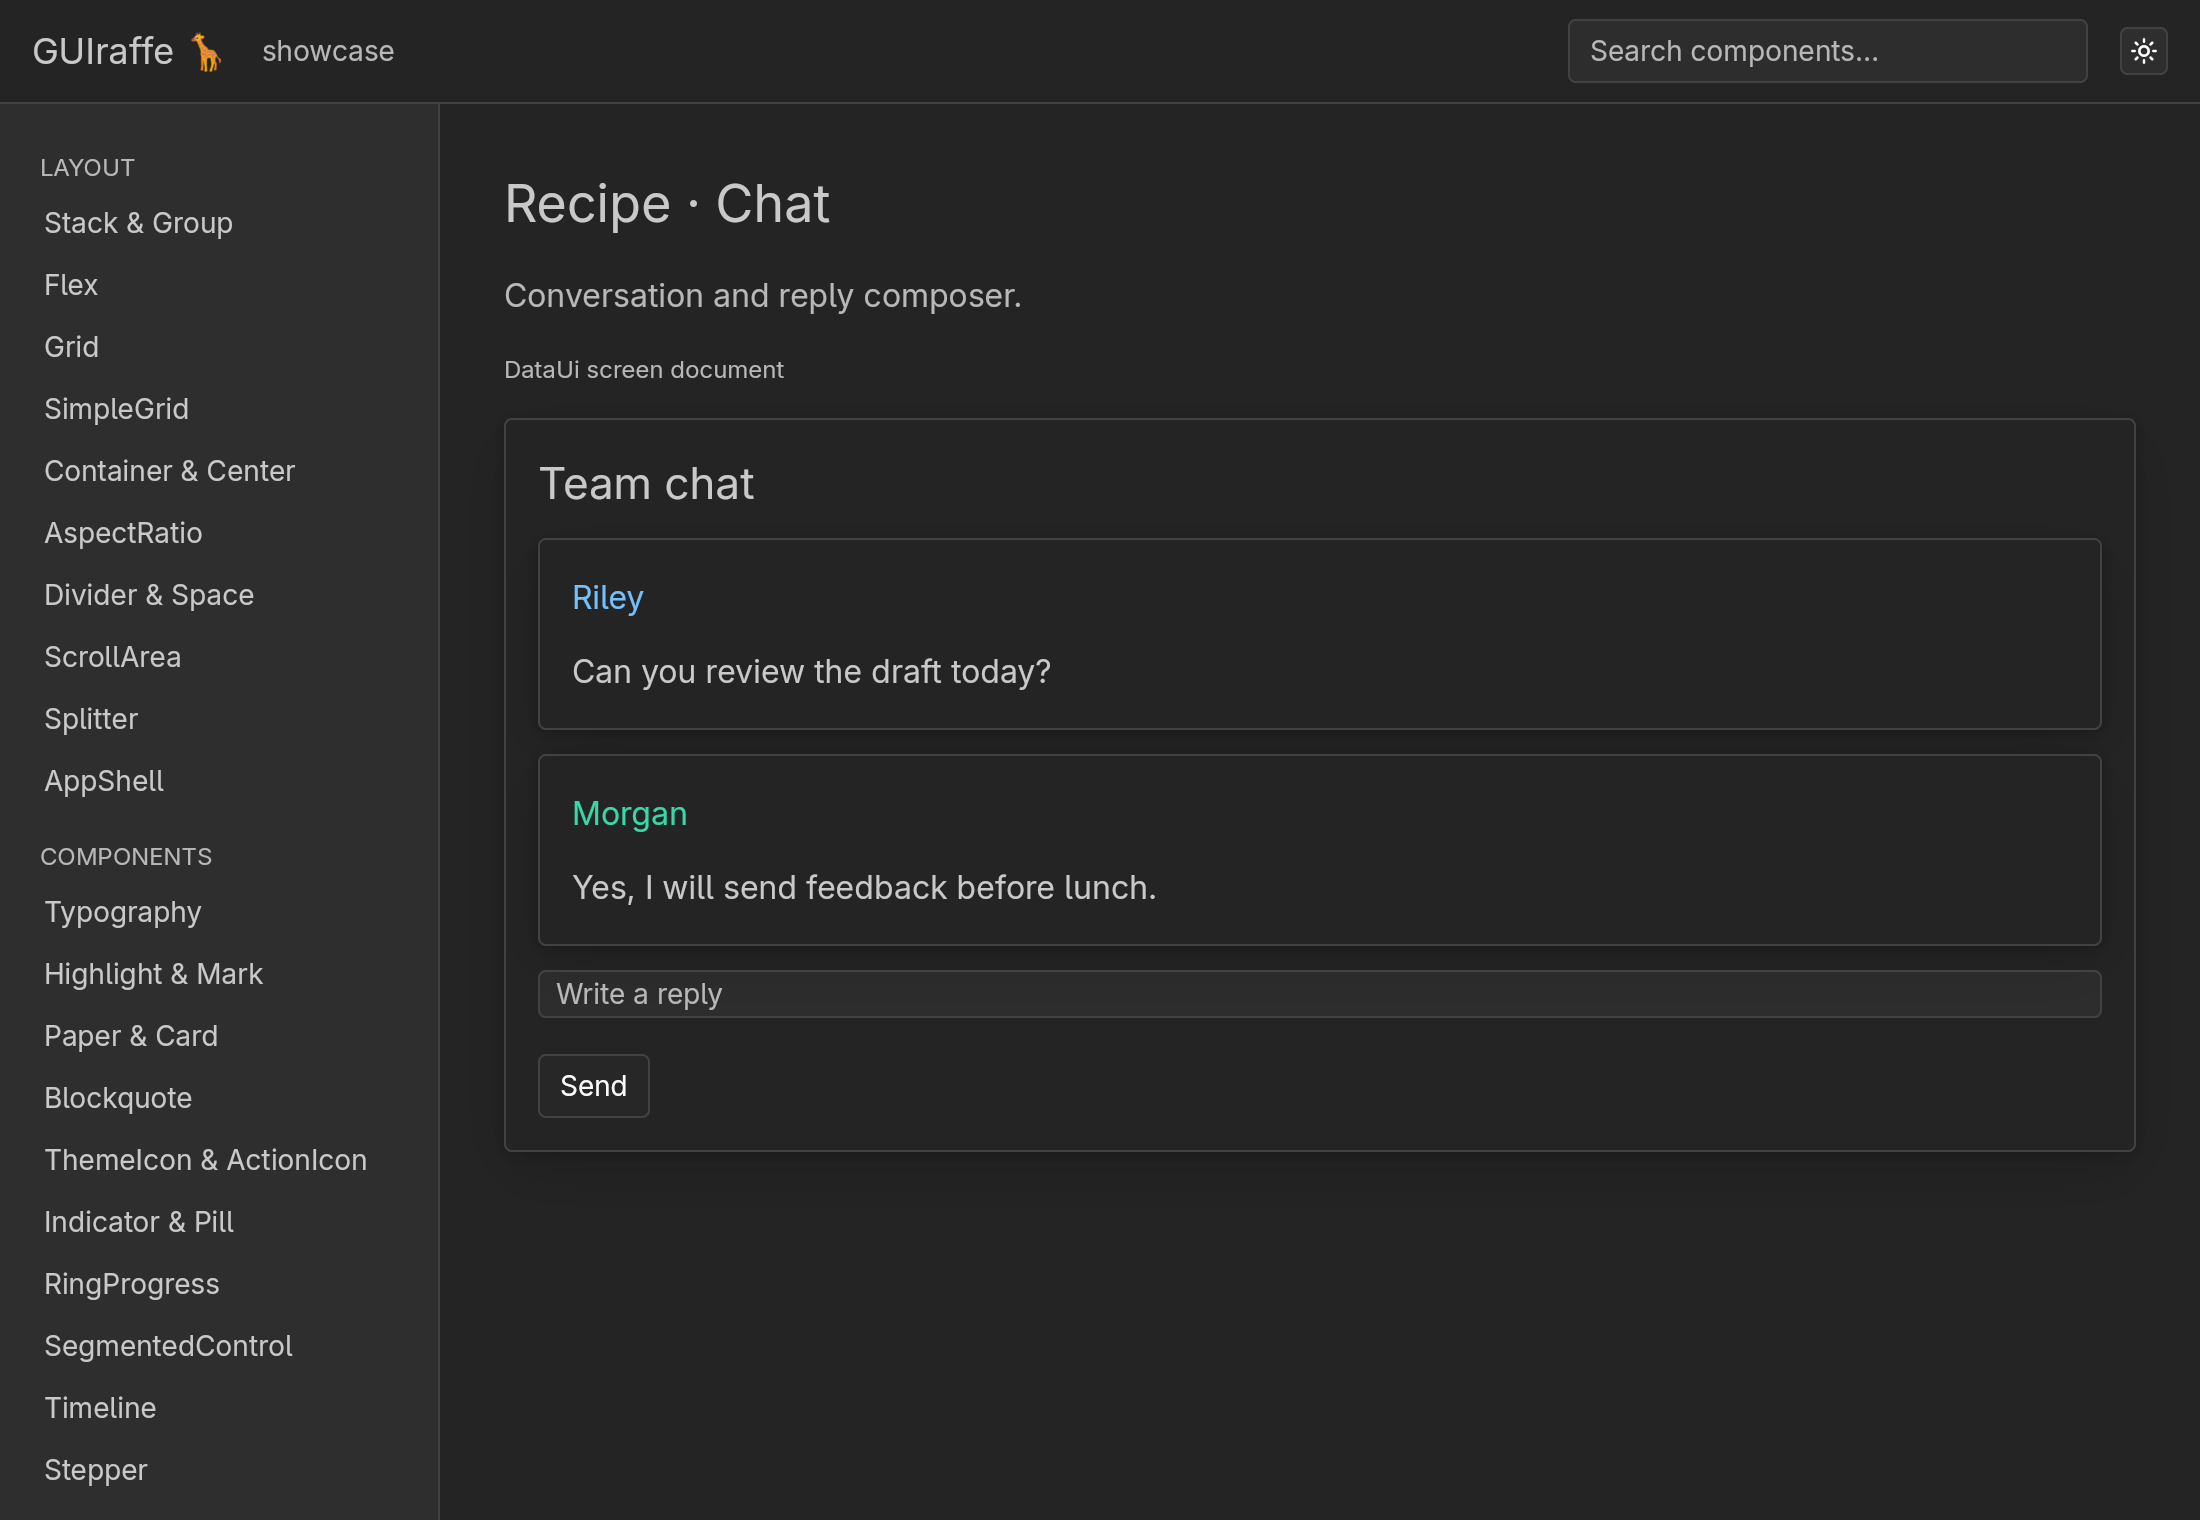 GUIraffe 🦒 showcase
Search components...
LAYOUT
Stack & Group
Flex
Grid
SimpleGrid
Container & Center
AspectRatio
Divider & Space
ScrollArea
Splitter
AppShell
COMPONENTS
Typography
Highlight & Mark
Paper & Card
Blockquote
ThemeIcon & ActionIcon
Indicator & Pill
RingProgress
SegmentedControl
Timeline
Stepper
Recipe · Chat
Conversation and reply composer.
DataUi screen document
Team chat
Riley
Can you review the draft today?
Morgan
Yes, I will send feedback before lunch.
Write a reply
Send